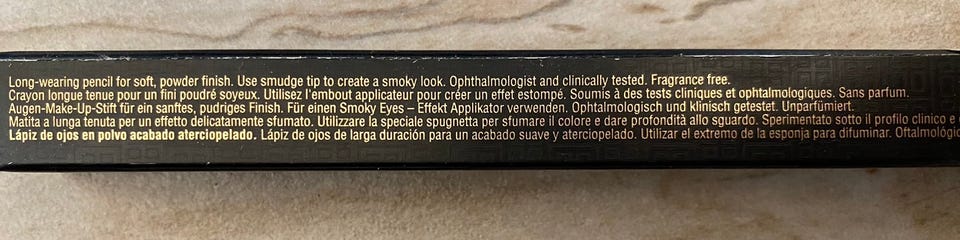 Long-wearing pencil for soft, powder finish. Use smudge tip to create a smoky look. Ophthalmologist and clinically tested. Fragrance free.
Crayon longue tenue pour un fini poudré soyeux. Utilisez l'embout applicateur pour créer un effet estompé. Soumis à des tests cliniques et ophtalmologiques. Sans parfum.
Augen-Make-Up-Stift für ein sanftes, pudriges Finish. Für einen Smoky Eyes – Effekt Applikator verwenden. Ophtalmologisch und klinisch getestet. Unparfümiert.
Matita a lunga tenuta per un effetto delicatamente sfumato. Utilizzare la speciale spugnetta per sfumare il colore e dare profondità allo sguardo. Sperimentato sotto il profilo clinico e
Lápiz de ojos en polvo acabado aterciopelado. Lápiz de ojos de larga duración para un acabado suave y aterciopelado. Utilizar el extremo de la esponja para difuminar.